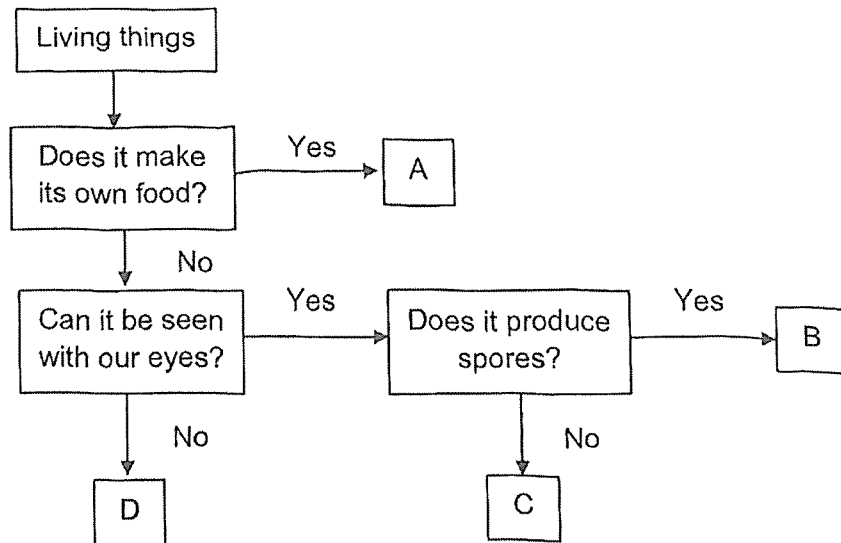 Living things
Does it make
its own food?
Yes
A
No
Can it be seen
with our eyes?
Yes
Does it produce
spores?
Yes
B
No
D
No
C